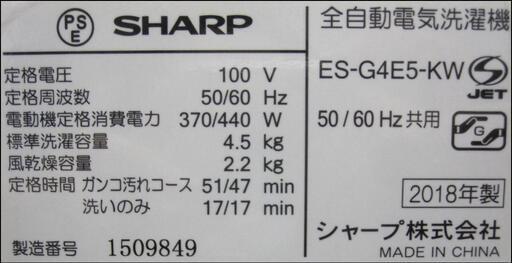 PS
E
SHARP
定格電圧 100 V
定格周波数 50/60 Hz
電動機定格消費電力 370/440 W
標準洗濯容量 4.5 kg
風乾燥容量 2.2 kg
定格時間 ガンコ汚れコース 51/47 min
洗いのみ 17/17 min
製造番号 1509849
全自動電気洗濯機
ES-G4E5-KW
S
JET
50/60 Hz共用
G
2018年製
シャープ株式会社
MADE IN CHINA